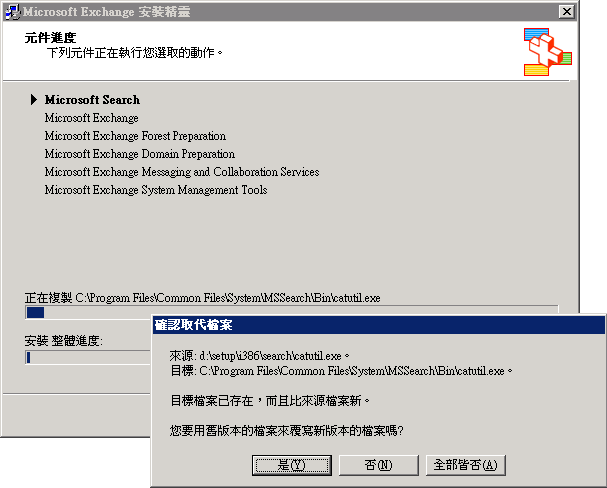 Microsoft Exchange 安裝精靈
元件進度
下列元件正在執行您選取的動作。
Microsoft Search
Microsoft Exchange
Microsoft Exchange Forest Preparation
Microsoft Exchange Domain Preparation
Microsoft Exchange Messaging and Collaboration Services
Microsoft Exchange System Management Tools
正在複製 C:\Program Files\Common Files\System\MSSearch\Bin\catutil.exe
安裝 整體進度:
確認取代檔案
來源: d:\setup\i386\search\catutil.exe。
目標: C:\Program Files\Common Files\System\MSSearch\Bin\catutil.exe。
目標檔案已存在，而且比來源檔案新。
您要用舊版本的檔案來覆寫新版本的檔案嗎?
是(Y)
否(N)
全部皆否(A)